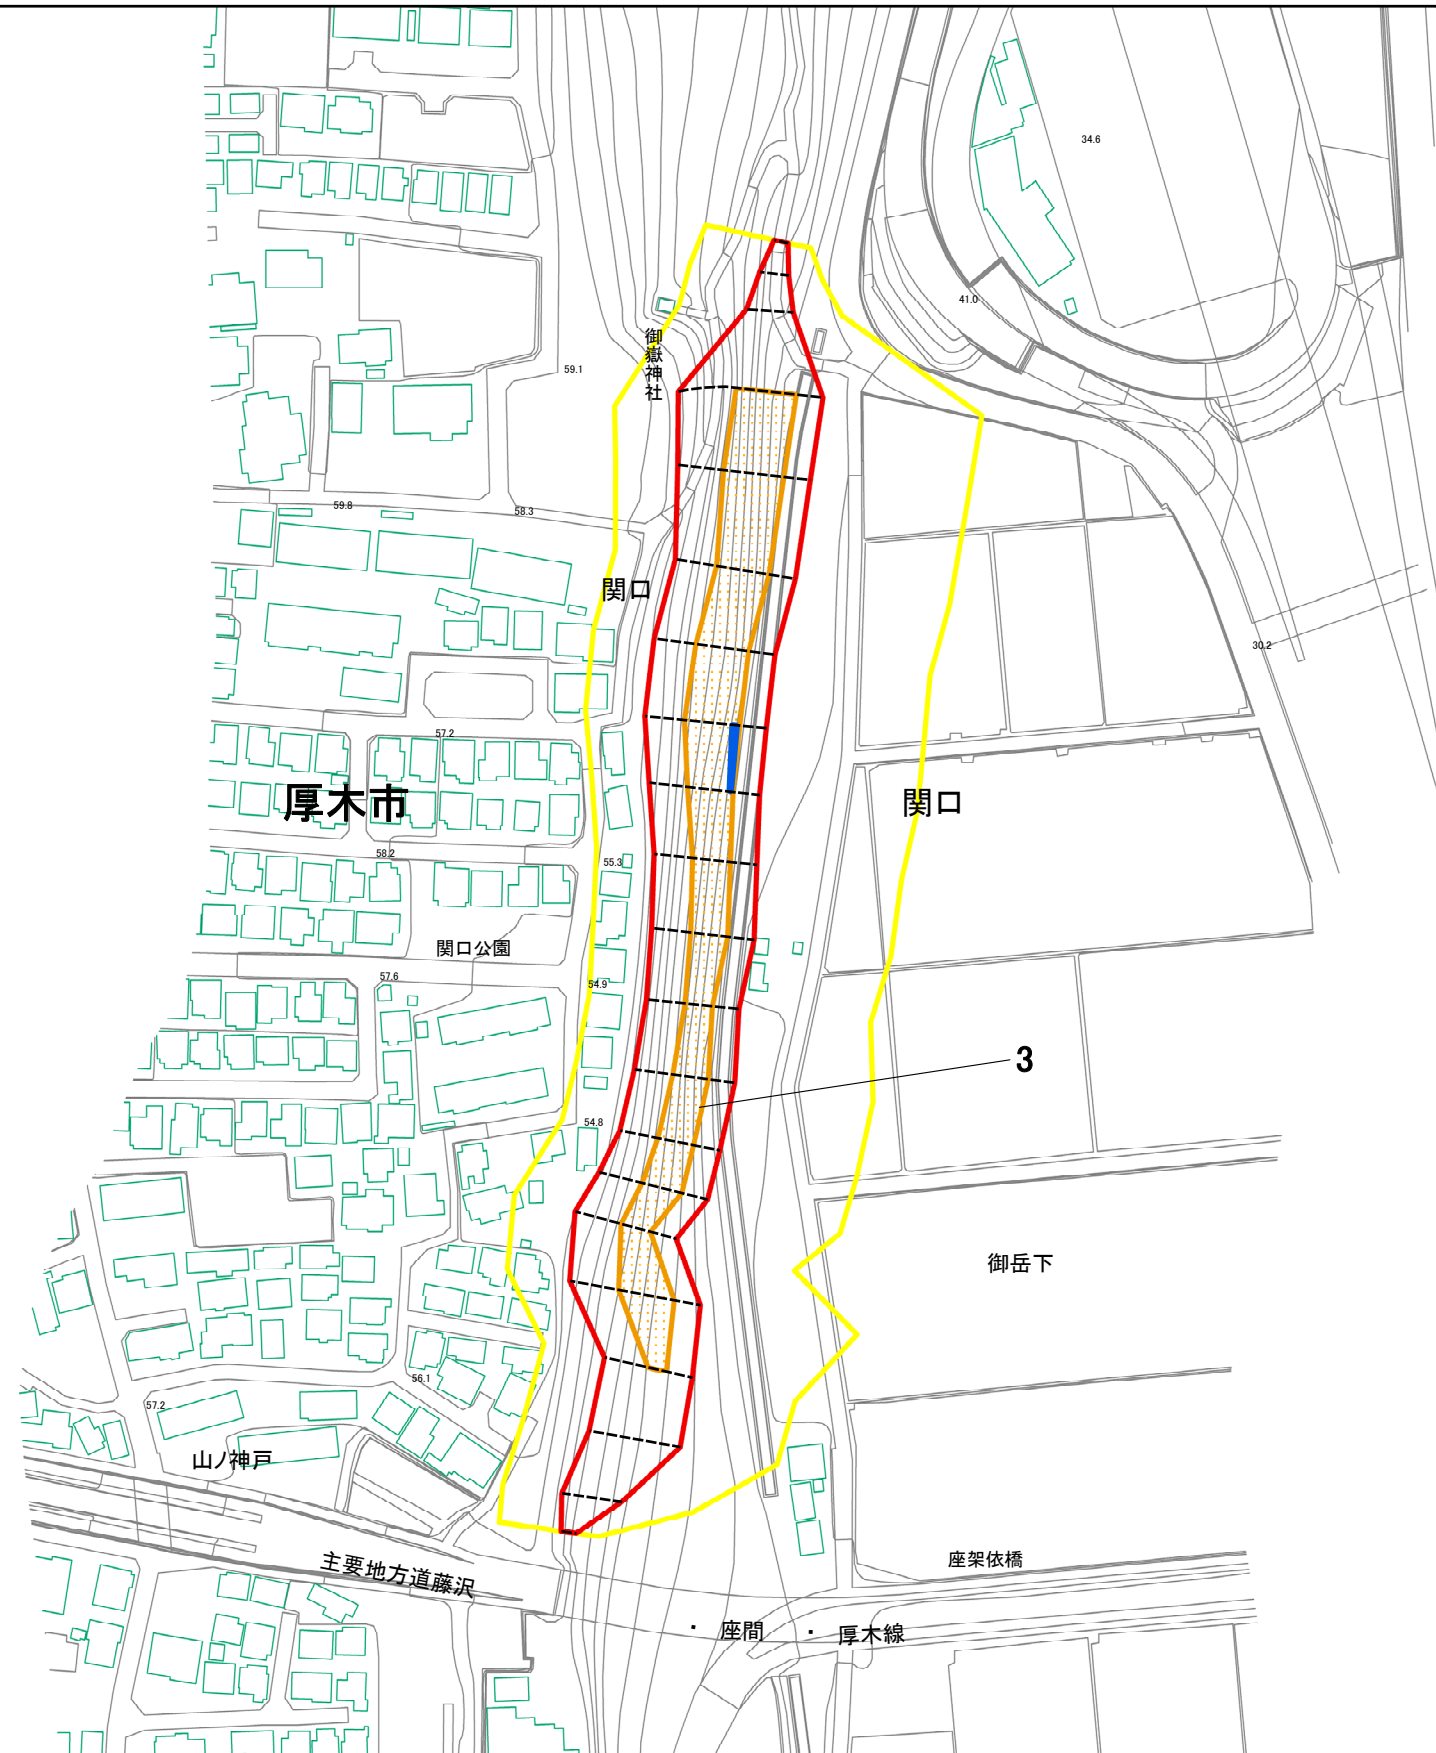 34.6
41.0
御嶽神社
59.1
59.8
58.3
関口
30.2
57.2
厚木市
関口
58.2
55.3
関口公園
57.6
54.9
3
54.8
御岳下
56.1
57.2
山ノ神戸
座架依橋
主要地方道藤沢
・ 座間 ・ 厚木線